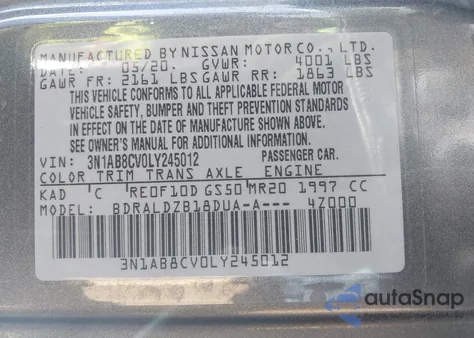 MANUFACTURED BY NISSAN MOTOR CO., LTD.
DATE: 05/20. GVWR: 4001 LBS
GAWR FR: 2161 LBS GAWR RR: 1863 LBS
THIS VEHICLE CONFORMS TO ALL APPLICABLE FEDERAL MOTOR
VEHICLE SAFETY, BUMPER AND THEFT PREVENTION STANDARDS
IN EFFECT ON THE DATE OF MANUFACTURE SHOWN ABOVE.
SEE OWNER'S MANUAL FOR ADDITIONAL INFORMATION.
VIN: 3N1AB8CV0LY245012 PASSENGER CAR.
COLOR TRIM TRANS AXLE ENGINE
KAD 'C RE0F10D GS50 MR20 1997 CC
MODEL: BDRALDZB18DUA-A--- 4Z000
3N1AB8CV0LY245012
autoSnap